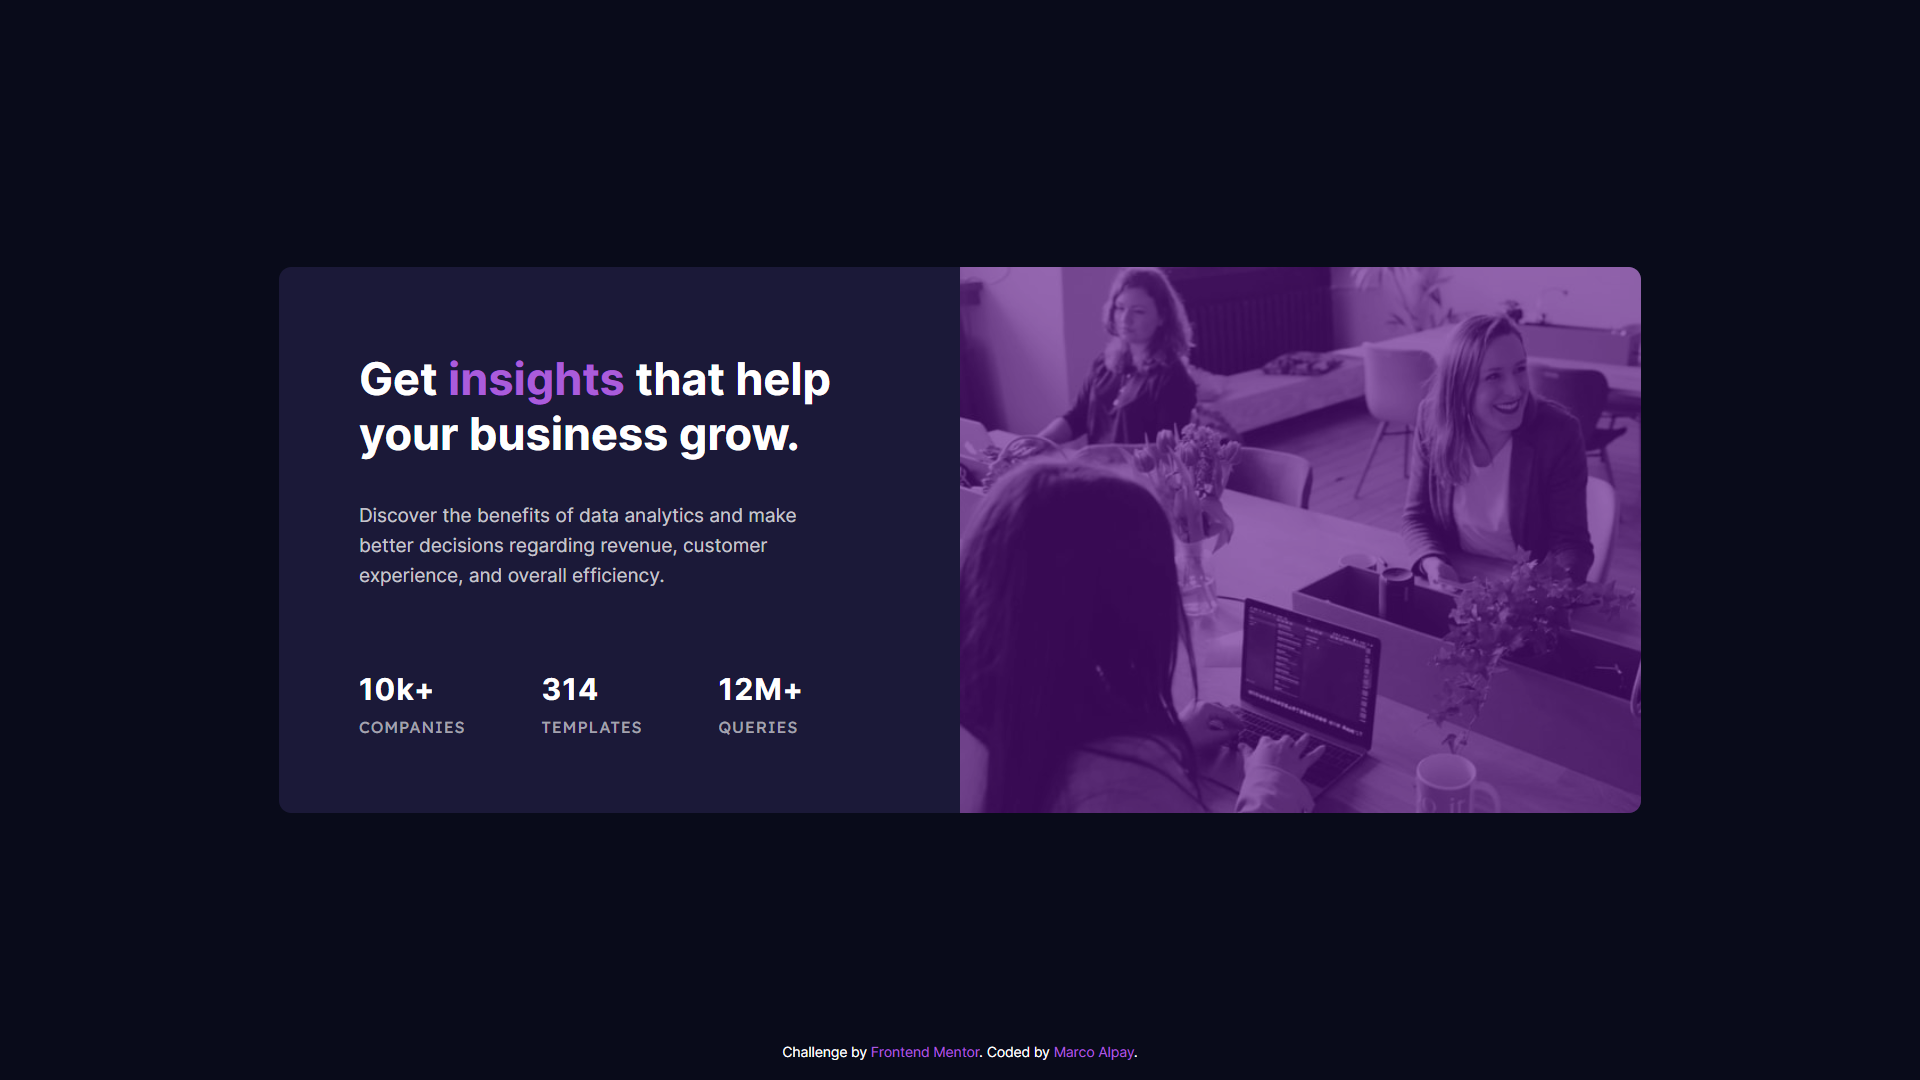 Get insights that help
your business grow.
Discover the benefits of data analytics and make
better decisions regarding revenue, customer
experience, and overall efficiency.
10k+ 314 12M+
COMPANIES TEMPLATES QUERIES
Challenge by Frontend Mentor. Coded by Marco Alpay.